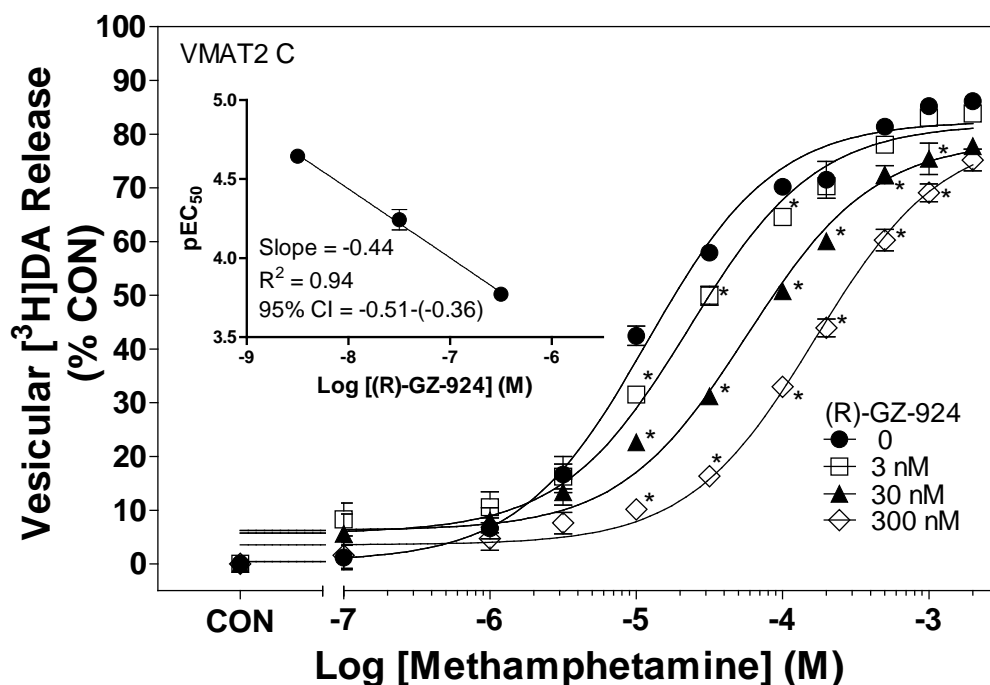 VMAT2 C
Vesicular [³H]DA Release
(% CON)
100
90
80
70
60
50
40
30
20
10
0
pEC₅₀
5.0
4.5
4.0
3.5
Slope = -0.44
R² = 0.94
95% CI = -0.51-(-0.36)
-9 -8 -7 -6
Log [(R)-GZ-924] (M)
(R)-GZ-924
0
3 nM
30 nM
300 nM
CON -7 -6 -5 -4 -3
Log [Methamphetamine] (M)